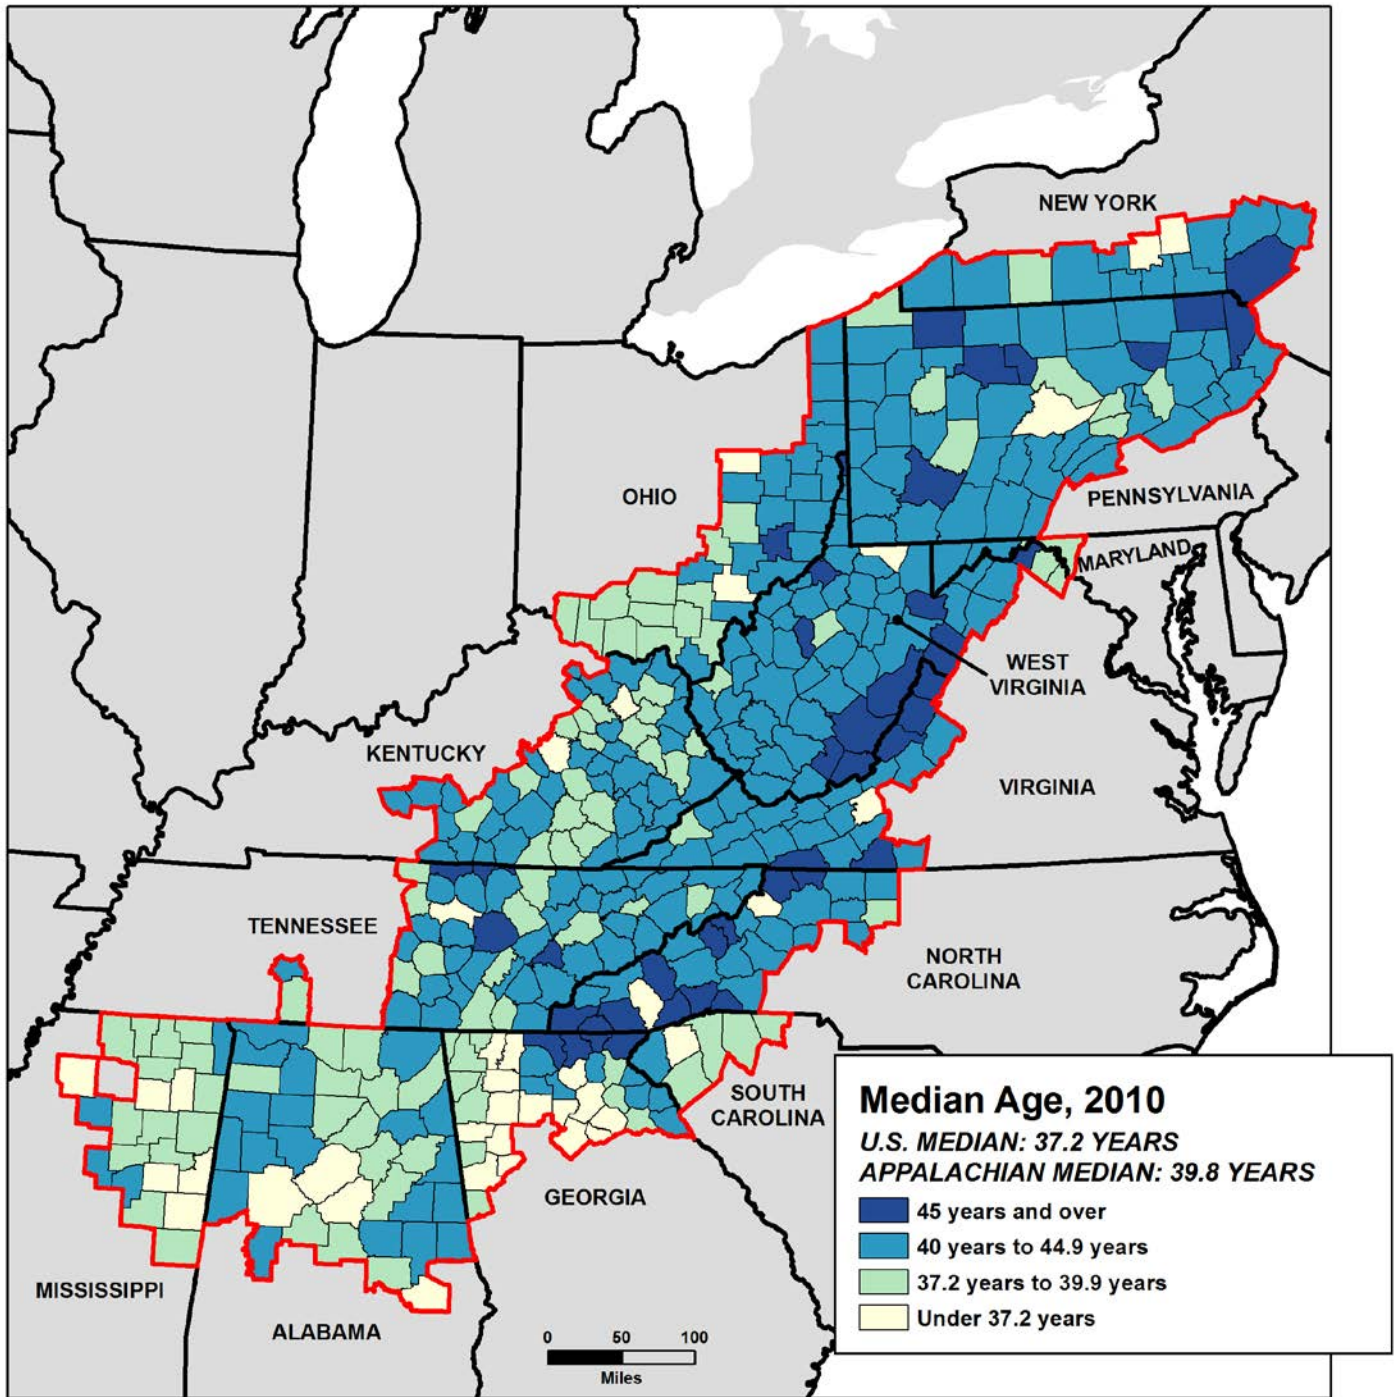 NEW YORK
OHIO
PENNSYLVANIA
MARYLAND
WEST
VIRGINIA
KENTUCKY
VIRGINIA
TENNESSEE
NORTH
CAROLINA
SOUTH
CAROLINA
GEORGIA
MISSISSIPPI
ALABAMA
0 50 100
Miles
Median Age, 2010
U.S. MEDIAN: 37.2 YEARS
APPALACHIAN MEDIAN: 39.8 YEARS
45 years and over
40 years to 44.9 years
37.2 years to 39.9 years
Under 37.2 years